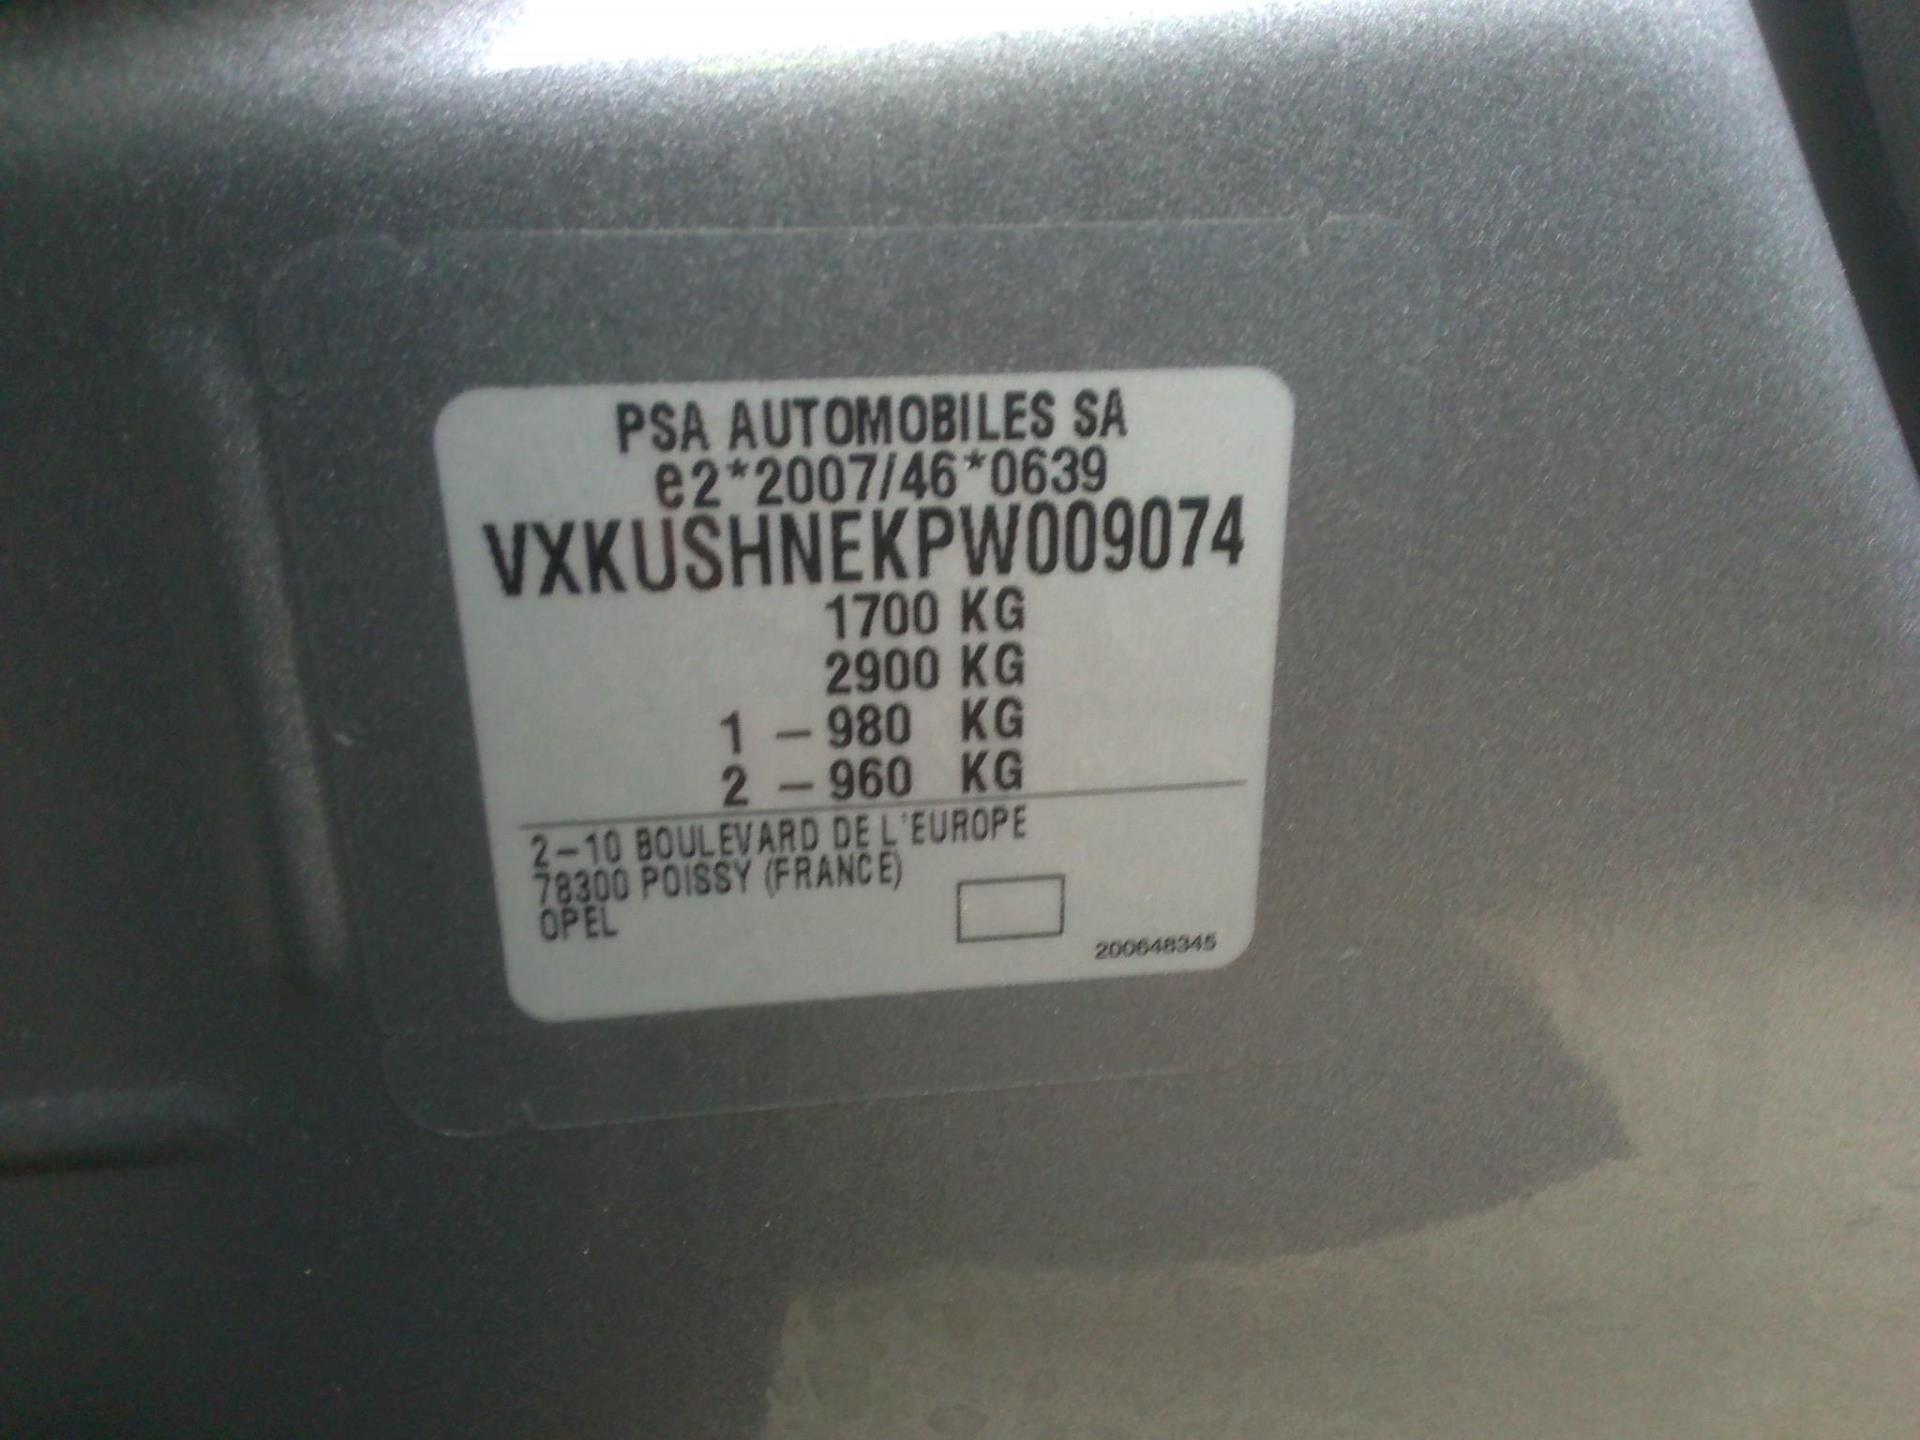 PSA AUTOMOBILES SA
e2*2007/46*0639
VXKUSHNEKPW009074
1700 KG
2900 KG
1 – 980 KG
2 – 960 KG
2–10 BOULEVARD DE L'EUROPE
78300 POISSY (FRANCE)
OPEL
200648345